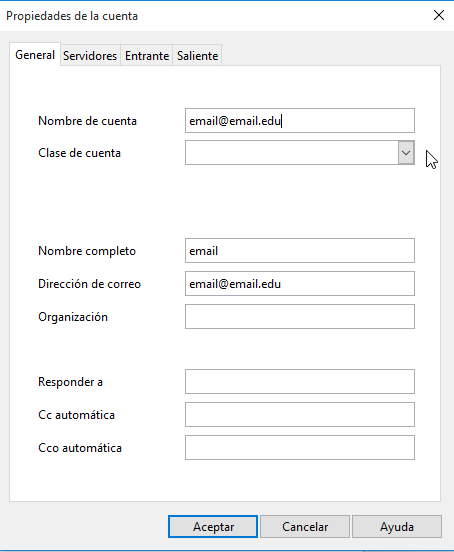 Propiedades de la cuenta
General Servidores Entrante Saliente
Nombre de cuenta email@email.edu
Clase de cuenta
Nombre completo email
Dirección de correo email@email.edu
Organización
Responder a
Cc automática
Cco automática
Aceptar Cancelar Ayuda